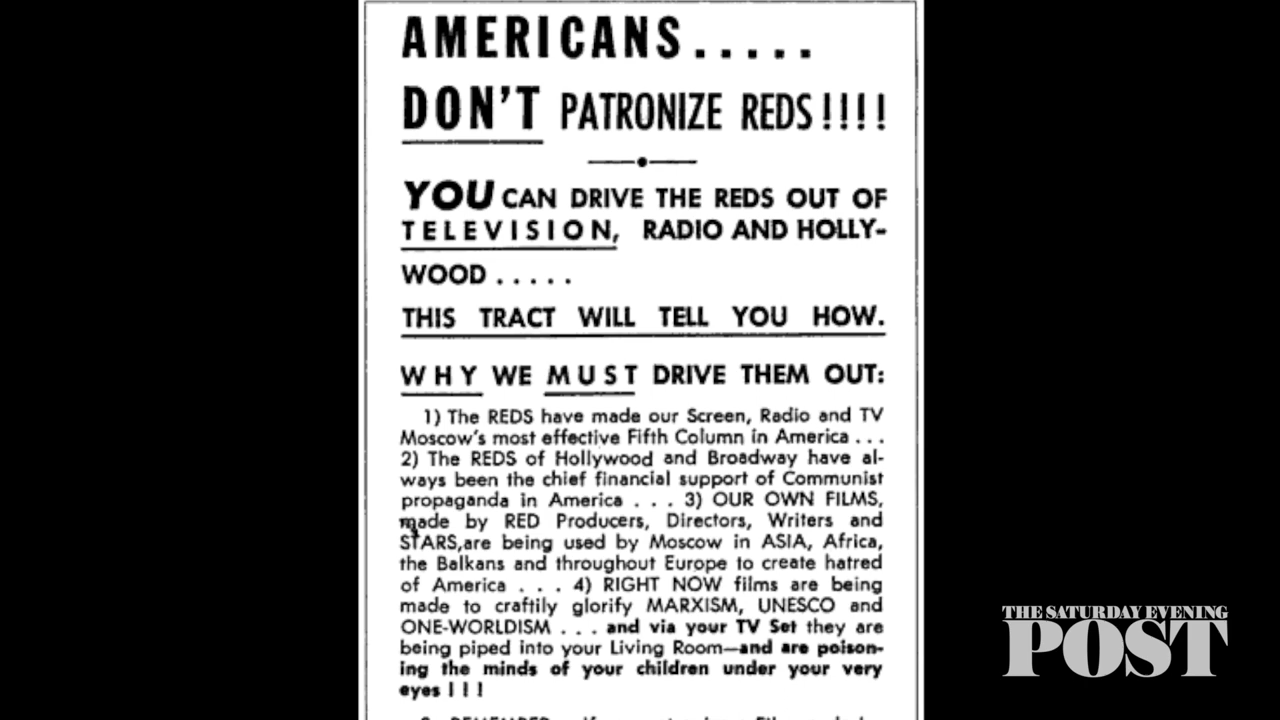 AMERICANS.....
DON'T PATRONIZE REDS!!!!
YOU CAN DRIVE THE REDS OUT OF
TELEVISION, RADIO AND HOLLY-
WOOD.....
THIS TRACT WILL TELL YOU HOW.
WHY WE MUST DRIVE THEM OUT:
1) The REDS have made our Screen, Radio and TV
Moscow's most effective Fifth Column in America . . .
2) The REDS of Hollywood and Broadway have al-
ways been the chief financial support of Communist
propaganda in America . . . 3) OUR OWN FILMS,
made by RED Producers, Directors, Writers and
STARS,are being used by Moscow in ASIA, Africa,
the Balkans and throughout Europe to create hatred
of America . . . 4) RIGHT NOW films are being
made to craftily glorify MARXISM, UNESCO and
ONE-WORLDISM . . . and via your TV Set they are
being piped into your Living Room—and are poison-
ing the minds of your children under your very
eyes ! ! !
THE SATURDAY EVENING
POST